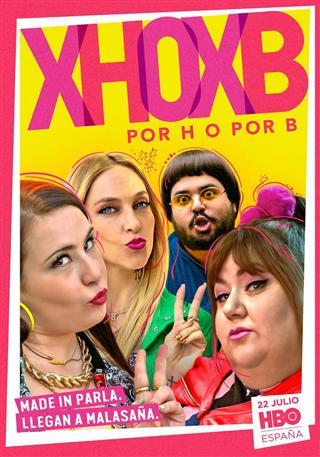 XHOXB
POR H O POR B
MADE IN PARLA.
LLEGAN A MALASAÑA.
22 JULIO
HBO
ESPAÑA